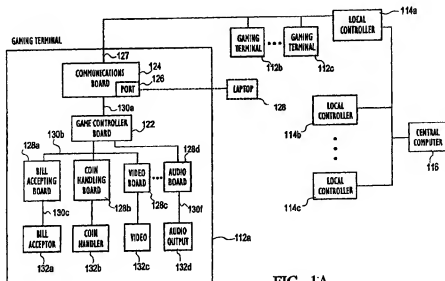 114a
LOCAL CONTROLLER
GAMING TERMINAL
127
GAMING TERMINAL
GAMING TERMINAL
112b
112c
124
COMMUNICATIONS BOARD
126
PORT
LAPTOP
128
130a
GAME CONTROLLER BOARD
122
LOCAL CONTROLLER
114b
CENTRAL COMPUTER
116
130b
128a
128d
BILL ACCEPTING BOARD
COIN HANDLING BOARD
VIDEO BOARD
AUDIO BOARD
128b
128c
LOCAL CONTROLLER
114c
130c
130f
BILL ACCEPTOR
COIN HANDLER
VIDEO
AUDIO OUTPUT
112a
132a
132b
132c
132d
FIG. 1A